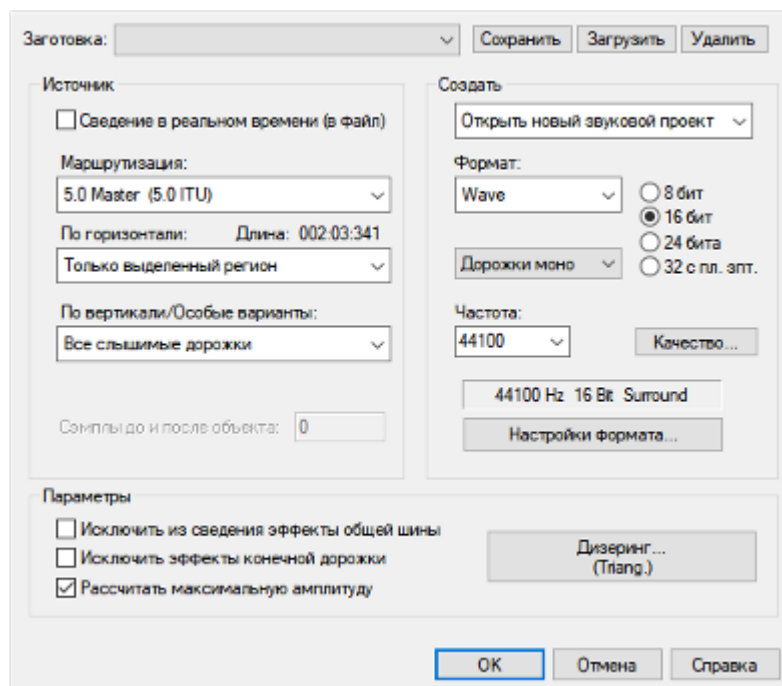 Заготовка: Сохранить Загрузить Удалить
Источник
Сведение в реальном времени (в файл)
Маршрутизация:
5.0 Master (5.0 ITU)
По горизонтали: Длина: 002:03:341
Только выделенный регион
По вертикали/Особые варианты:
Все слышимые дорожки
Сэмплы до и после объекта: 0
Создать
Открыть новый звуковой проект
Формат:
Wave
8 бит
16 бит
24 бита
32 с пл. зпт.
Дорожки моно
Частота:
44100 Качество...
44100 Hz 16 Bit Surround
Настройки формата...
Параметры
Исключить из сведения эффекты общей шины
Исключить эффекты конечной дорожки
Рассчитать максимальную амплитуду
Дизеринг...
(Triang.)
OK Отмена Справка